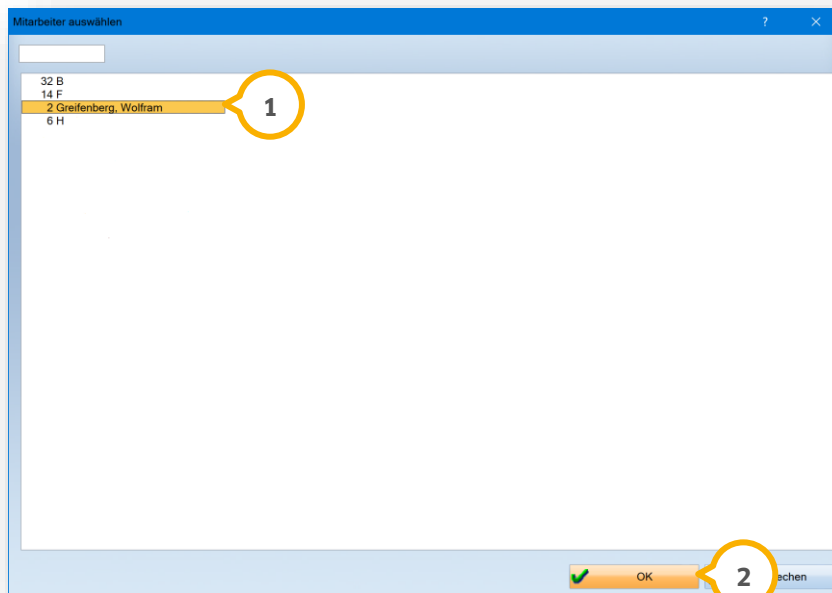 Mitarbeiter auswählen ?
32 B
14 F
2 Greifenberg, Wolfram
6 H
1
OK
2
echen